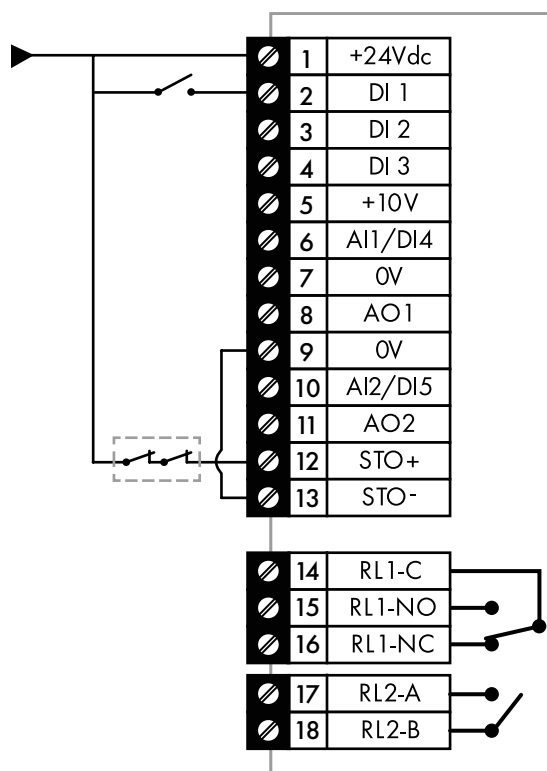 1 +24Vdc
2 DI 1
3 DI 2
4 DI 3
5 +10V
6 AI1/DI4
7 0V
8 AO1
9 0V
10 AI2/DI5
11 AO2
12 STO+
13 STO-
14 RL1-C
15 RL1-NO
16 RL1-NC
17 RL2-A
18 RL2-B